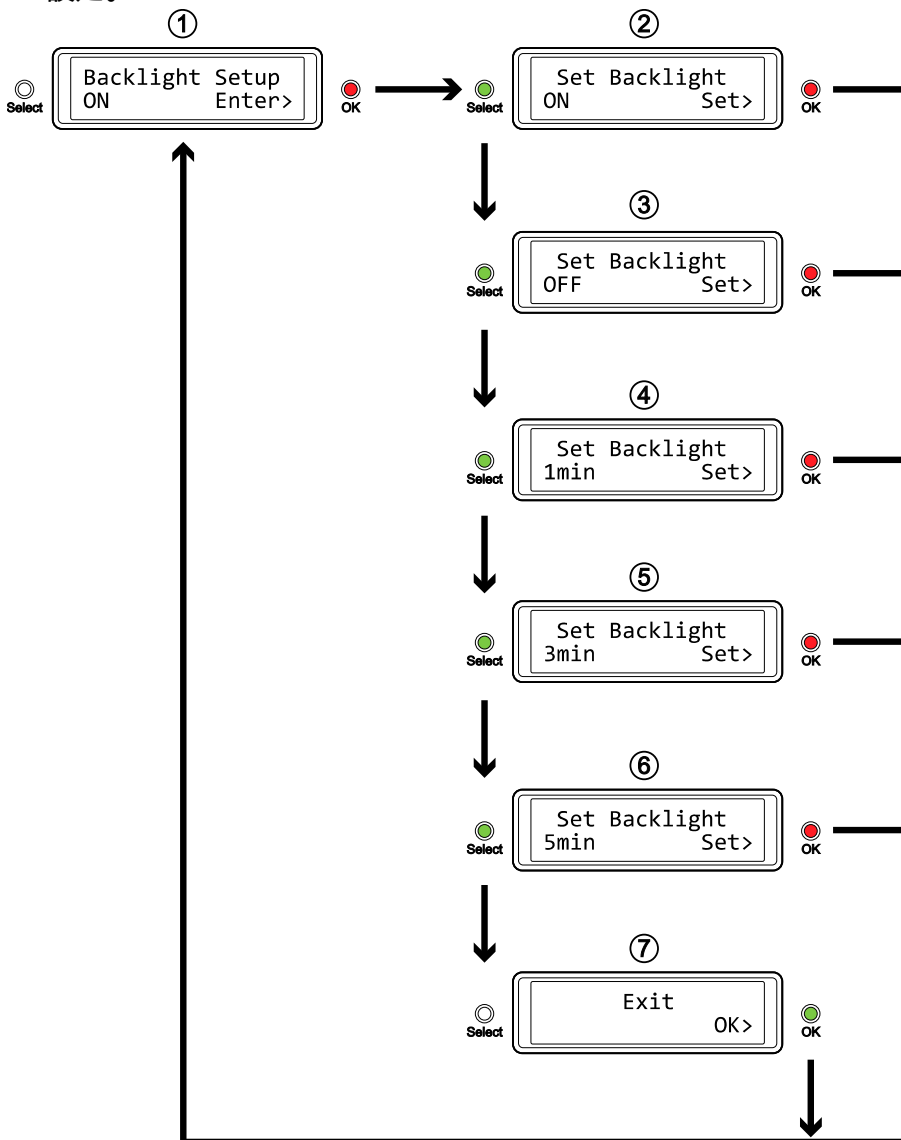 設定。
① ②
Select
Backlight Setup
ON Enter>
OK
Select
Set Backlight
ON Set>
OK
③
Select
Set Backlight
OFF Set>
OK
④
Select
Set Backlight
1min Set>
OK
⑤
Select
Set Backlight
3min Set>
OK
⑥
Select
Set Backlight
5min Set>
OK
⑦
Select
Exit
OK>
OK